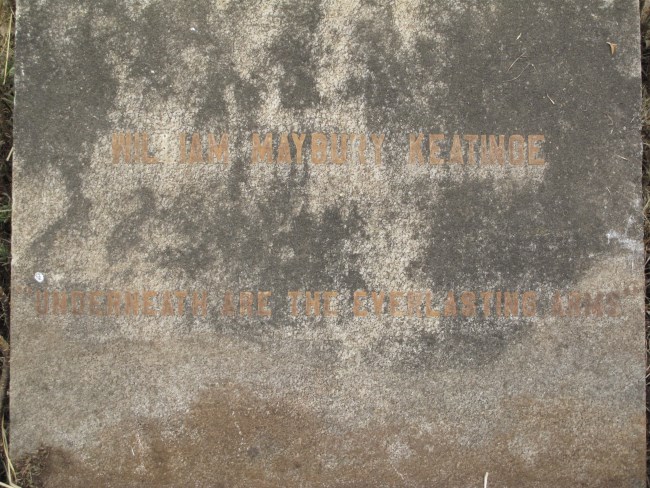 WILLIAM MAYBURY KEATINGE
"UNDERNEATH ARE THE EVERLASTING ARMS"